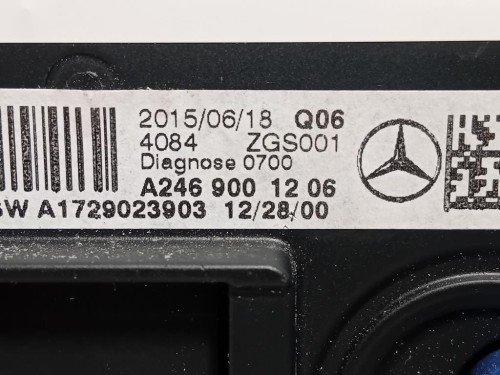 2015/06/18 Q06
4084 ZGS001
Diagnose 0700
A246 900 12 06
SW A1729023903 12/28/00